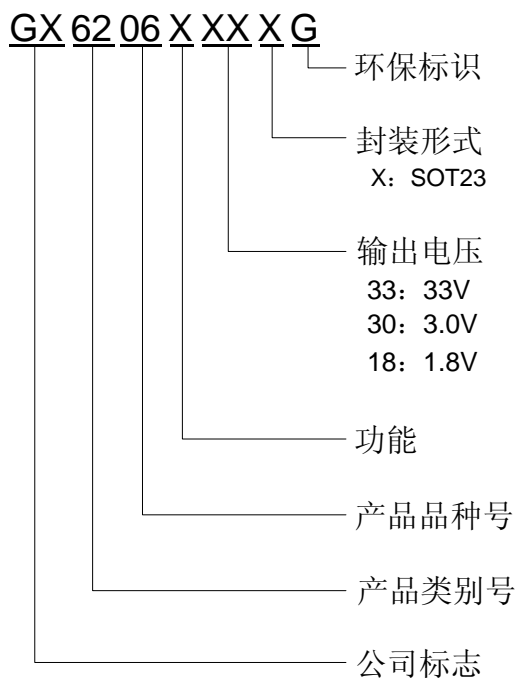 GX 62 06 X XX X G
环保标识
封装形式
X：SOT23
输出电压
33：33V
30：3.0V
18：1.8V
功能
产品品种号
产品类别号
公司标志